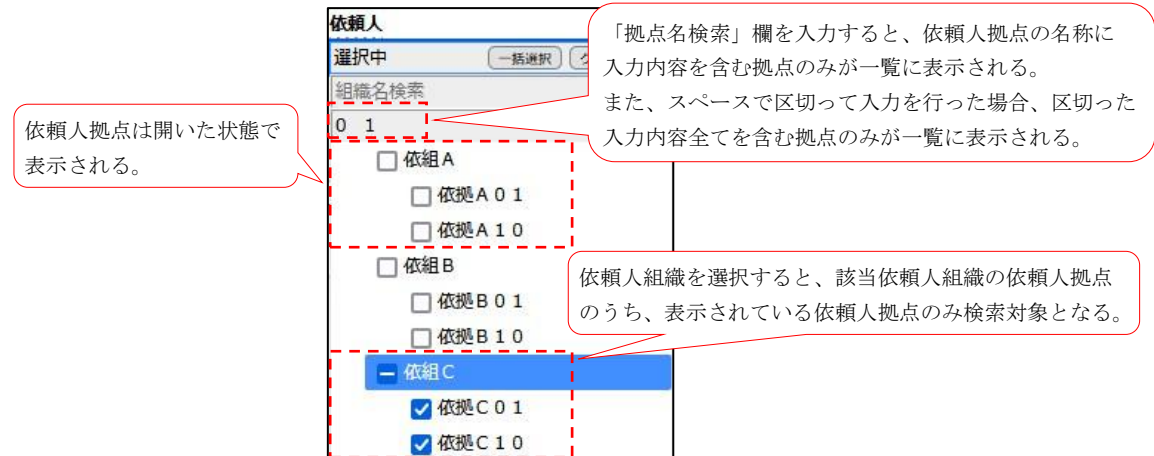 依頼人
選択中
一括選択
組織名検索
０　１
依組Ａ
依拠Ａ０１
依拠Ａ１０
依組Ｂ
依拠Ｂ０１
依拠Ｂ１０
依組Ｃ
依拠Ｃ０１
依拠Ｃ１０
依頼人拠点は開いた状態で
表示される。
「拠点名検索」欄を入力すると、依頼人拠点の名称に
入力内容を含む拠点のみが一覧に表示される。
また、スペースで区切って入力を行った場合、区切った
入力内容全てを含む拠点のみが一覧に表示される。
依頼人組織を選択すると、該当依頼人組織の依頼人拠点
のうち、表示されている依頼人拠点のみ検索対象となる。